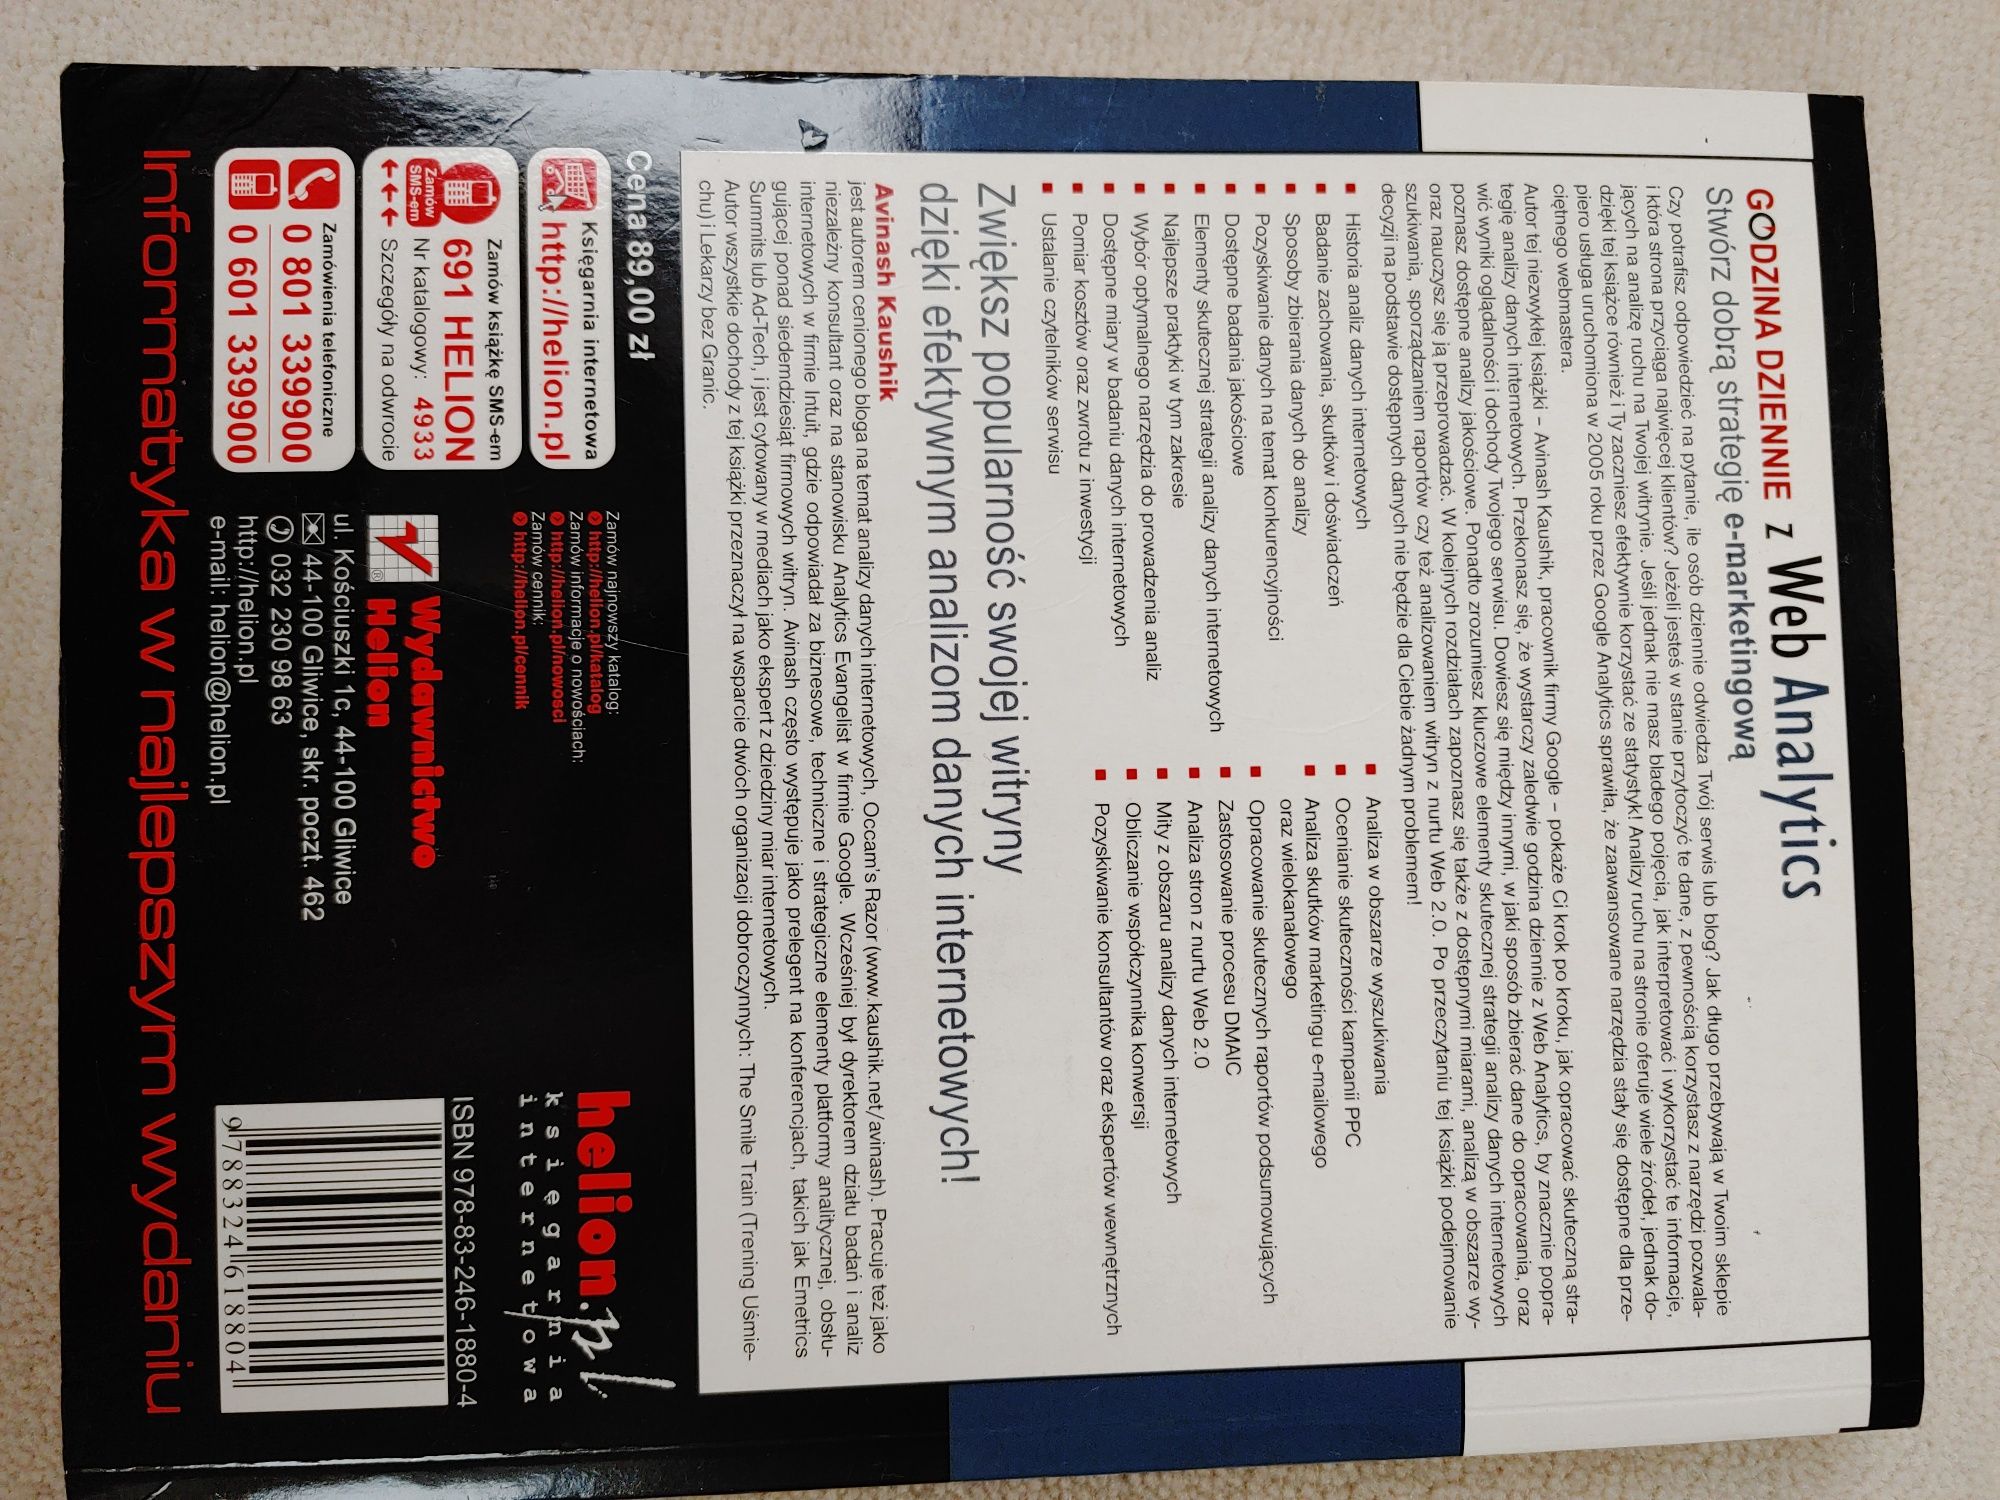 GODZINA DZIENNIE z Web Analytics
Stwórz dobrą strategię e-marketingową
Czy potrafisz odpowiedzieć na pytanie, ile osób dziennie odwiedza Twój serwis lub blog? Jak długo przebywają w Twoim sklepie
i która strona przyciąga najwięcej klientów? Jeżeli jesteś w stanie przytoczyć te dane, z pewnością korzystasz z narzędzi pozwala-
jących na analizę ruchu na Twojej witrynie. Jeśli jednak nie masz bladego pojęcia, jak interpretować i wykorzystać te informacje,
dzięki tej książce również i Ty zaczniesz efektywnie korzystać ze statystyk! Analizy ruchu na stronie oferuje wiele źródeł, jednak do-
piero usługa uruchomiona w 2005 roku przez Google Analytics sprawiła, że zaawansowane narzędzia stały się dostępne dla prze-
ciętnego webmastera.
Autor tej niezwykłej książki – Avinash Kaushik, pracownik firmy Google – pokaże Ci krok po kroku, jak opracować skuteczną stra-
tegię analizy danych internetowych. Przekonasz się, że wystarczy zaledwie godzina dziennie z Web Analytics, by znacznie popra-
wić wyniki oglądalności i dochody Twojego serwisu. Dowiesz się między innymi, w jaki sposób zbierać dane do opracowania, oraz
poznasz dostępne analizy jakościowe. Ponadto zrozumiesz kluczowe elementy skutecznej strategii analizy danych internetowych
oraz nauczysz się ją przeprowadzać. W kolejnych rozdziałach zapoznasz się także z dostępnymi miarami, analizą w obszarze wy-
szukiwania, sporządzaniem raportów czy też analizowaniem witryn z nurtu Web 2.0. Po przeczytaniu tej książki podejmowanie
decyzji na podstawie dostępnych danych nie będzie dla Ciebie żadnym problemem!
Historia analiz danych internetowych
Badanie zachowania, skutków i doświadczeń
Sposoby zbierania danych do analizy
Pozyskiwanie danych na temat konkurencyjności
Dostępne badania jakościowe
Elementy skutecznej strategii analizy danych internetowych
Najlepsze praktyki w tym zakresie
Wybór optymalnego narzędzia do prowadzenia analiz
Dostępne miary w badaniu danych internetowych
Pomiar kosztów oraz zwrotu z inwestycji
Ustalanie czytelników serwisu
Analiza w obszarze wyszukiwania
Ocenianie skuteczności kampanii PPC
Analiza skutków marketingu e-mailowego
oraz wielokanałowego
Opracowanie skutecznych raportów podsumowujących
Zastosowanie procesu DMAIC
Analiza stron z nurtu Web 2.0
Mity z obszaru analizy danych internetowych
Obliczanie współczynnika konwersji
Pozyskiwanie konsultantów oraz ekspertów wewnętrznych
Zwiększ popularność swojej witryny
dzięki efektywnym analizom danych internetowych!
Avinash Kaushik
jest autorem cenionego bloga na temat analizy danych internetowych, Occam's Razor (www.kaushik.net/avinash). Pracuje też jako
niezależny konsultant oraz na stanowisku Analytics Evangelist w firmie Google. Wcześniej był dyrektorem działu badań i analiz
internetowych w firmie Intuit, gdzie odpowiadał za biznesowe, techniczne i strategiczne elementy platformy analitycznej, obsłu-
gującej ponad siedemdziesiąt firmowych witryn. Avinash często występuje jako prelegent na konferencjach, takich jak Emetrics
Summits lub Ad-Tech, i jest cytowany w mediach jako ekspert z dziedziny miar internetowych.
Autor wszystkie dochody z tej książki przeznaczył na wsparcie dwóch organizacji dobroczynnych: The Smile Train (Trening Uśmie-
chu) i Lekarzy bez Granic.
Cena 89,00 zł
Księgarnia internetowa
http://helion.pl
Zamów książkę SMS-em
691 HELION
Zamów
SMS-em
Nr katalogowy: 4933
Szczegóły na odwrocie
Zamówienia telefoniczne
0 801 339900
0 601 339900
Zamów najnowszy katalog:
http://helion.pl/katalog
Zamów informacje o nowościach:
http://helion.pl/nowosci
Zamów cennik:
http://helion.pl/cennik
Wydawnictwo
Helion
®
ul. Kościuszki 1c, 44-100 Gliwice
44-100 Gliwice, skr. poczt. 462
032 230 98 63
http://helion.pl
e-mail: helion@helion.pl
helion.pl
księgarnia
internetowa
ISBN 978-83-246-1880-4
9 788324 618804
Informatyka w najlepszym wydaniu